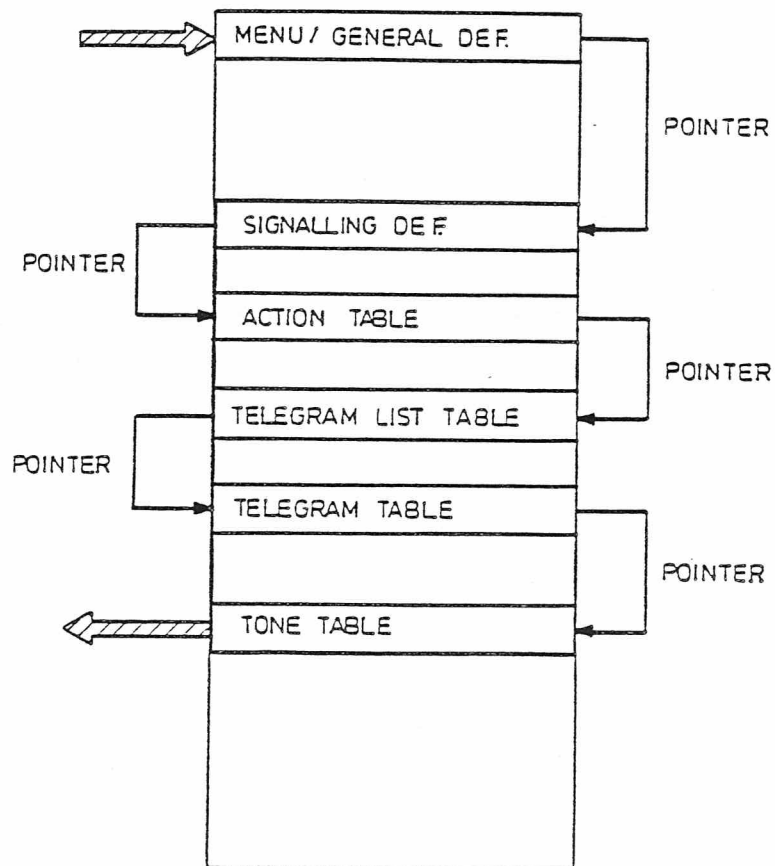 MENU/ GENERAL DEF.
POINTER
SIGNALLING DEF.
POINTER
ACTION TABLE
POINTER
TELEGRAM LIST TABLE
POINTER
TELEGRAM TABLE
POINTER
TONE TABLE